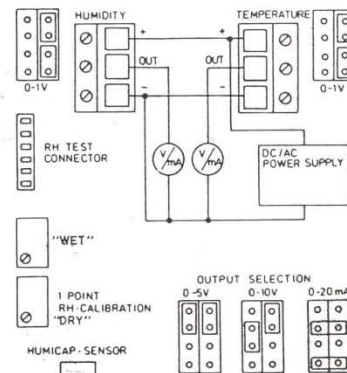 HUMIDITY
TEMPERATURE
+
+
OUT
OUT
-
-
0-1V
0-1V
RH TEST
CONNECTOR
V/mA
V/mA
DC/AC
POWER SUPPLY
"WET"
OUTPUT SELECTION
0-5V
0-10V
0-20mA
1 POINT
RH-CALIBRATION
"DRY"
HUMICAP-SENSOR